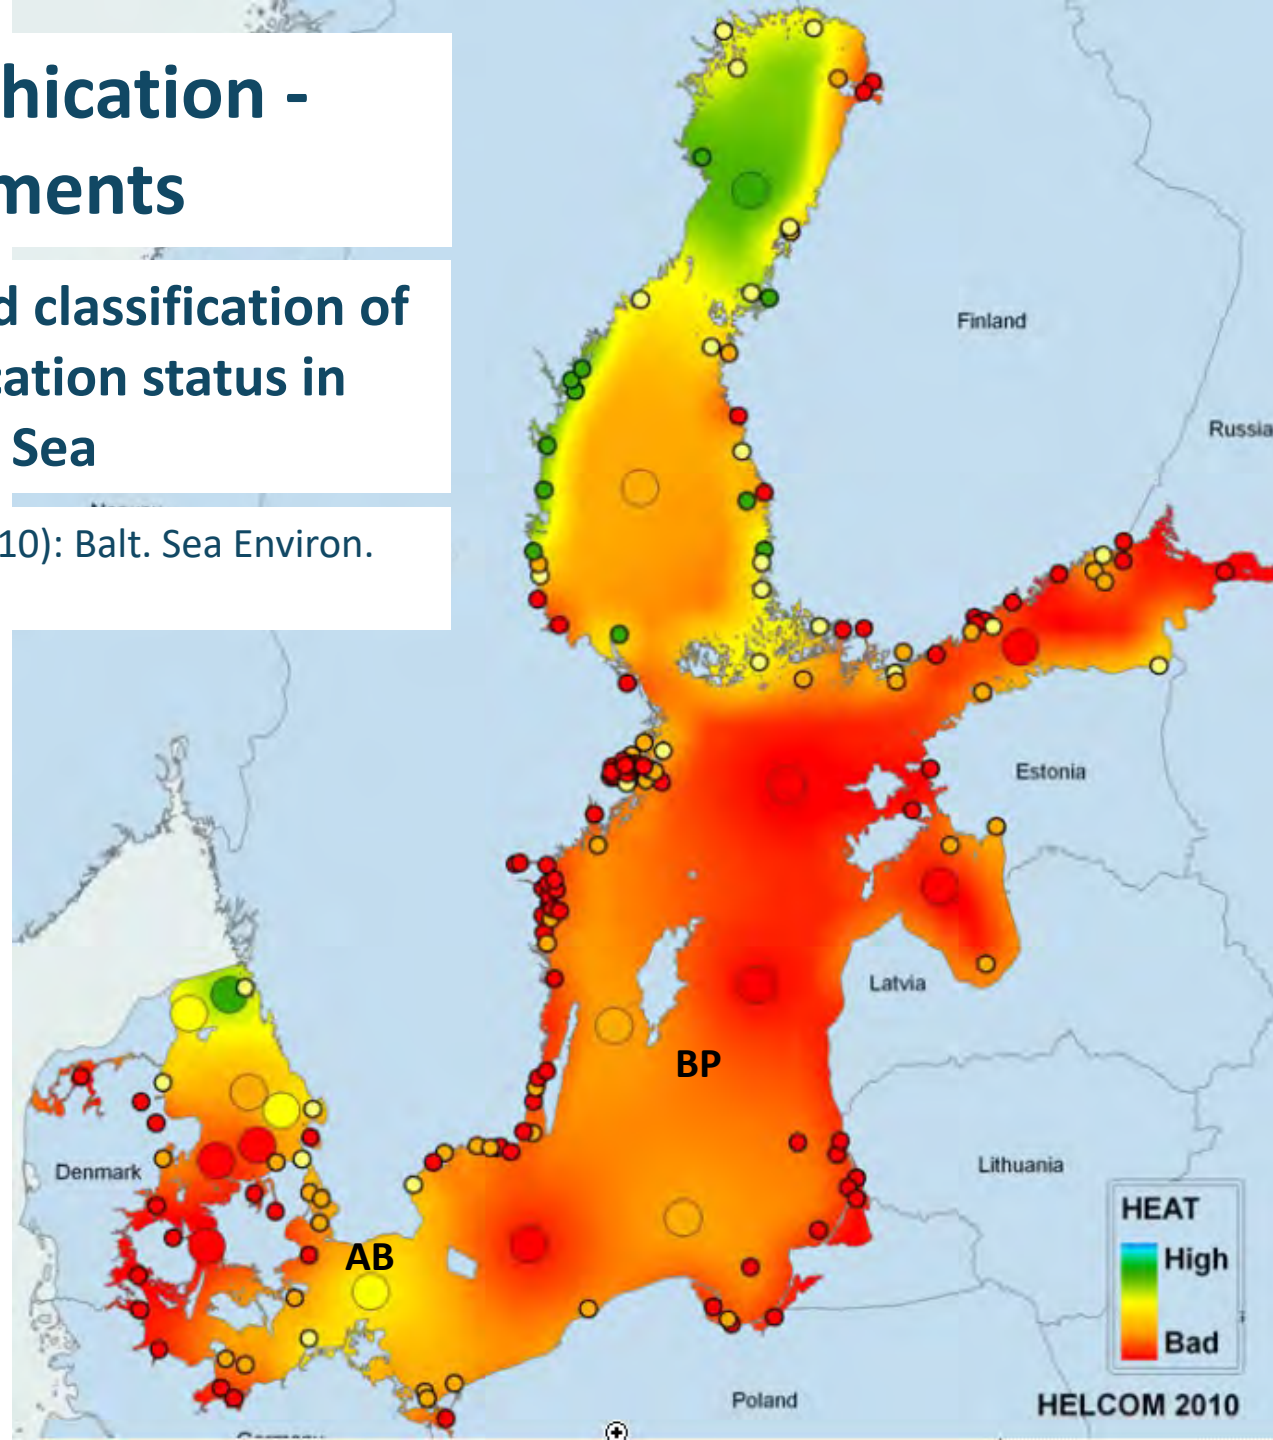 hication -
ments
d classification of
cation status in
Sea
10): Balt. Sea Environ.
Finland
Russia
Estonia
Latvia
BP
Lithuania
Denmark
AB
HEAT
High
Bad
Poland
HELCOM 2010